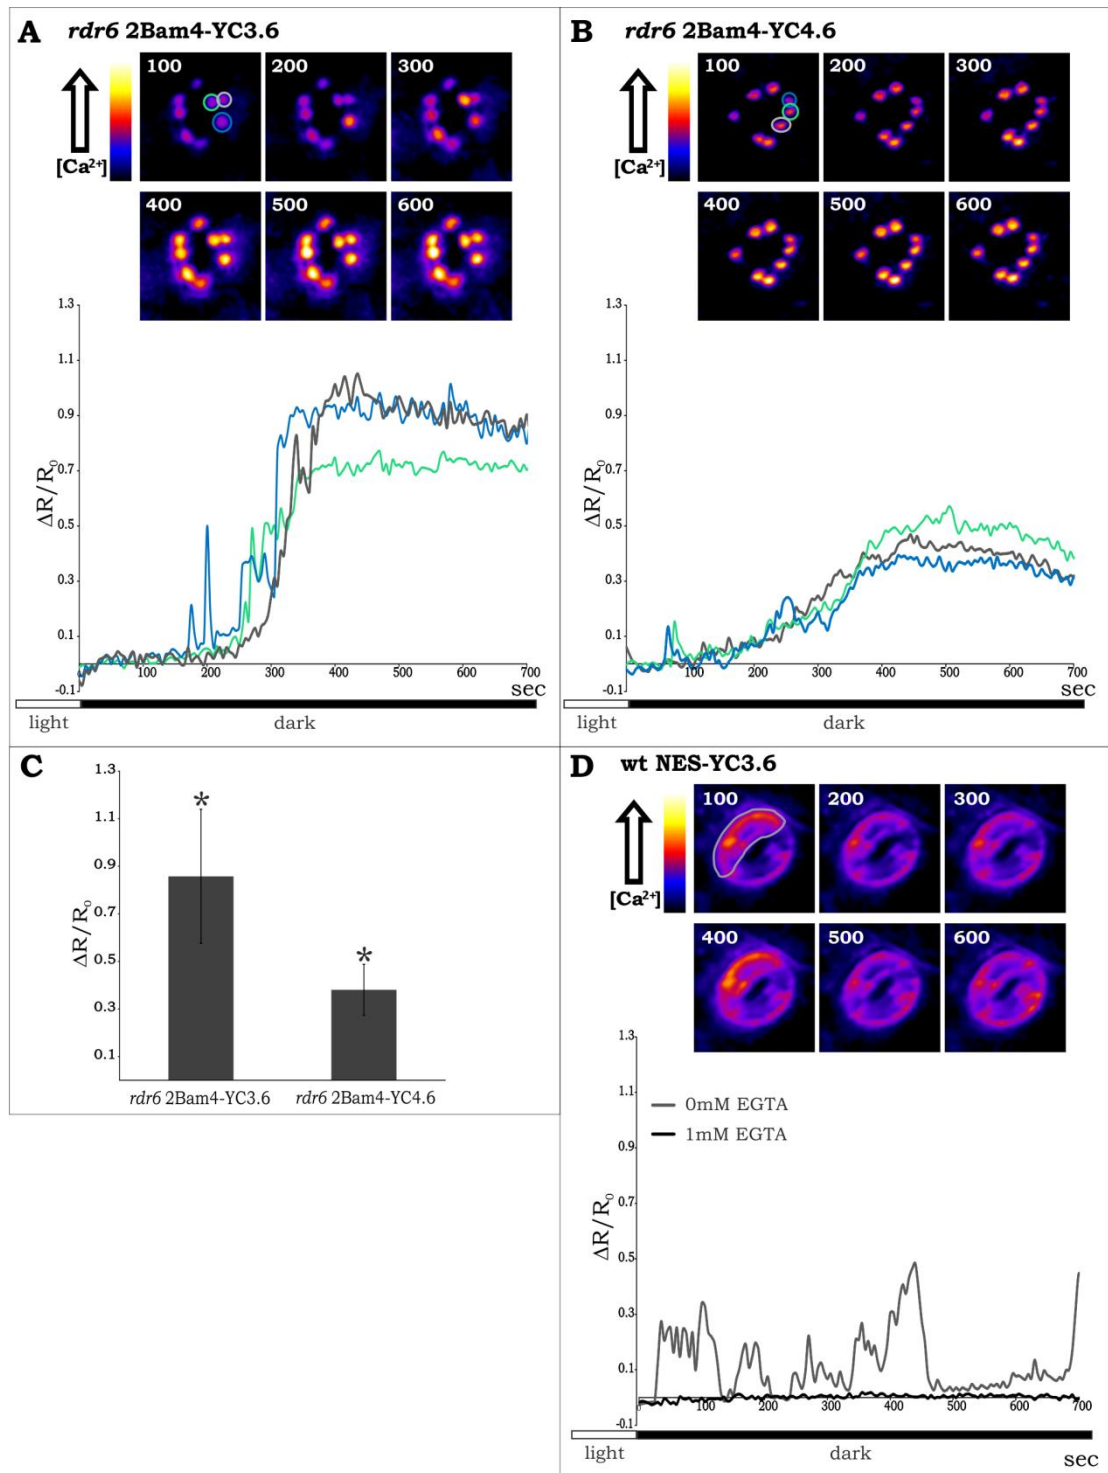 A rdr6 2Bam4-YC3.6
100 200 300
[Ca²⁺]
400 500 600
1.3
1.1
0.9
0.7
0.5
0.3
0.1
-0.1
ΔR/R₀
100 200 300 400 500 600 700
sec
light dark
B rdr6 2Bam4-YC4.6
100 200 300
[Ca²⁺]
400 500 600
1.3
1.1
0.9
0.7
0.5
0.3
0.1
-0.1
ΔR/R₀
100 200 300 400 500 600 700
sec
light dark
C
1.3
1.1
0.9
0.7
0.5
0.3
0.1
ΔR/R₀
* *
rdr6 2Bam4-YC3.6 rdr6 2Bam4-YC4.6
D wt NES-YC3.6
100 200 300
[Ca²⁺]
400 500 600
1.3
1.1
0.9
0.7
0.5
0.3
0.1
-0.1
ΔR/R₀
0mM EGTA
1mM EGTA
0 100 200 300 400 500 600 700
light dark
sec